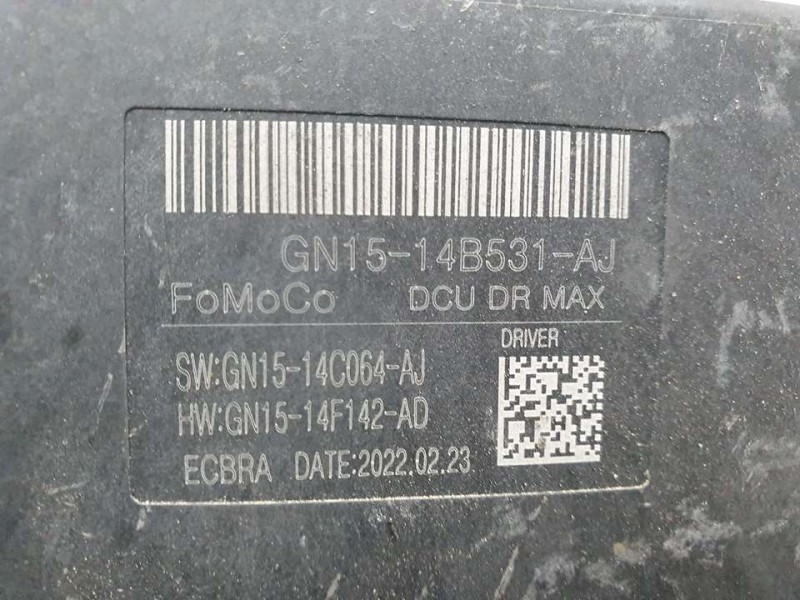 GN15-14B531-AJ
FoMoCo DCU DR MAX
DRIVER
SW:GN15-14C064-AJ
HW:GN15-14F142-AD
ECBRA DATE:2022.02.23